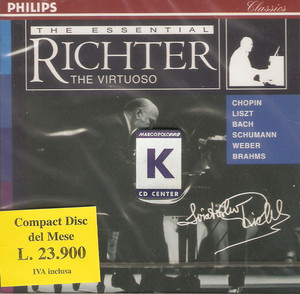 PHILIPS
Classics
THE ESSENTIAL
RICHTER
THE VIRTUOSO
CHOPIN
LISZT
BACH
SCHUMANN
WEBER
BRAHMS
MARCOPOLCARD
K
CD CENTER
Compact Disc
del Mese
L. 23.900
IVA inclusa